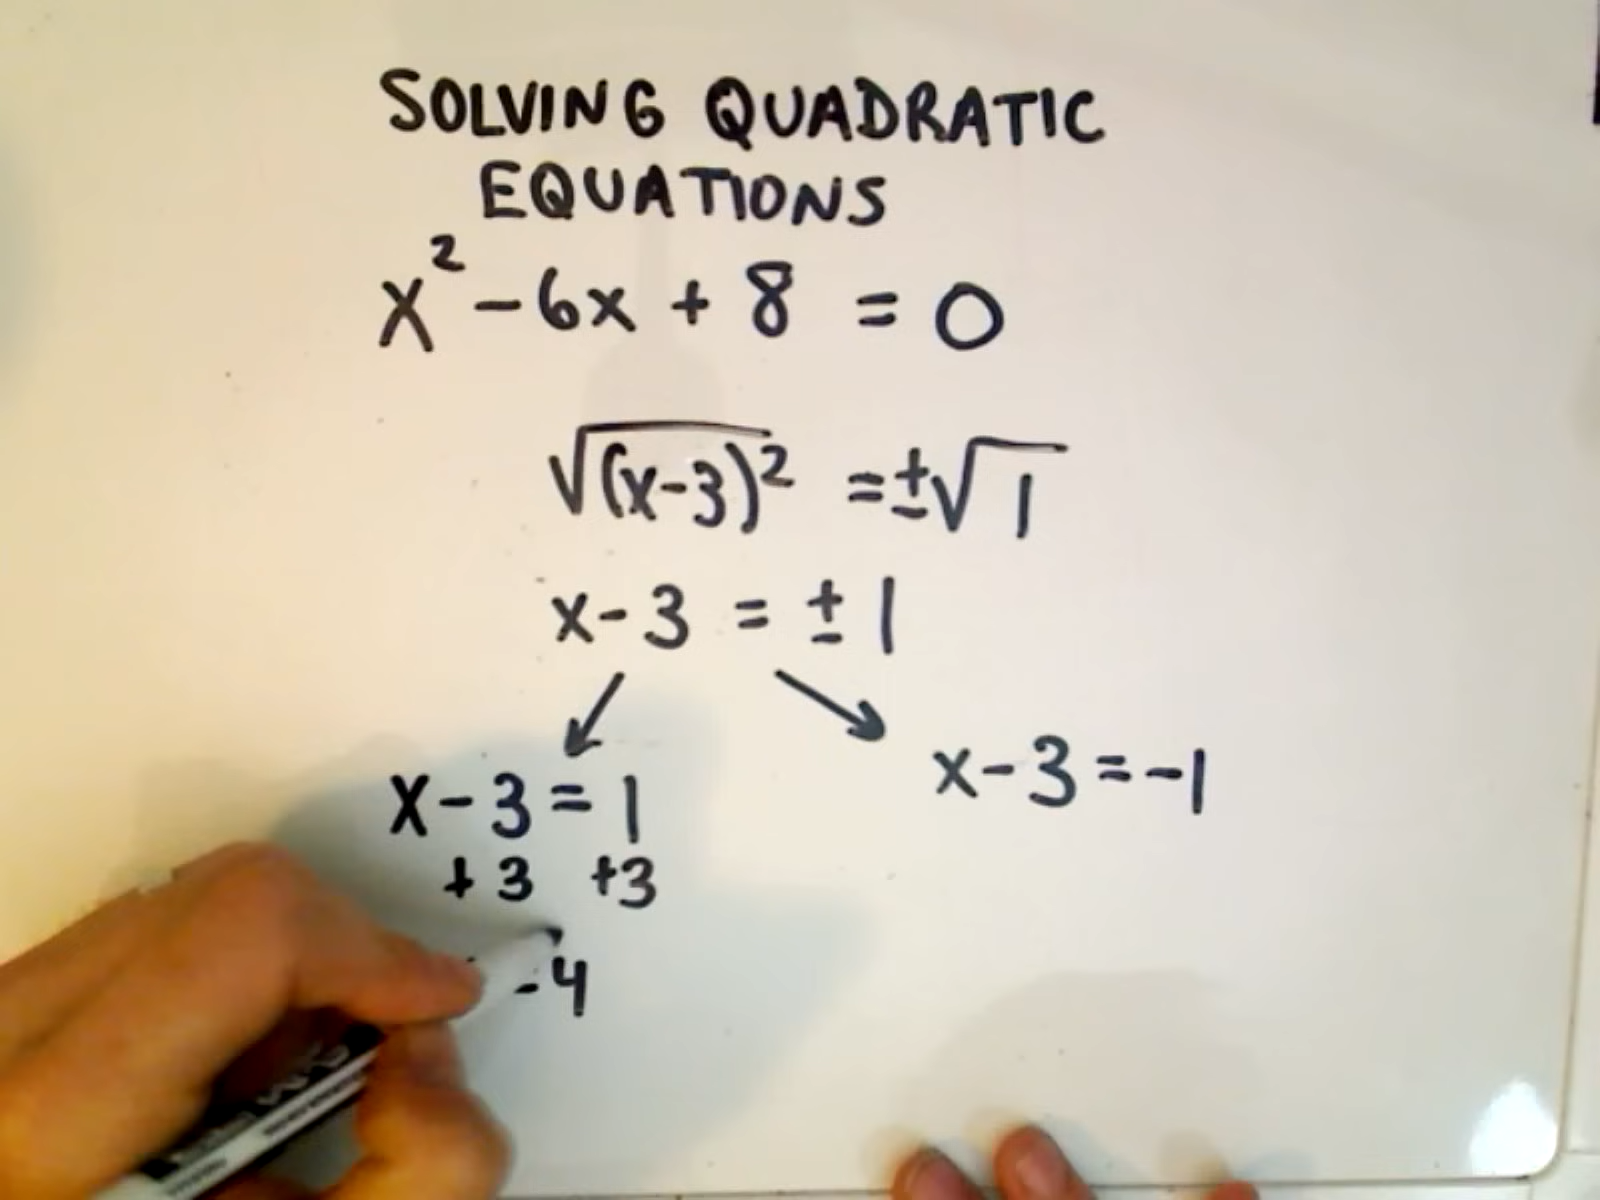 SOLVING QUADRATIC
EQUATIONS
x² - 6x + 8 = 0
√(x-3)² = ±√1
x - 3 = ± 1
x - 3 = 1
x - 3 = -1
+ 3 +3
4